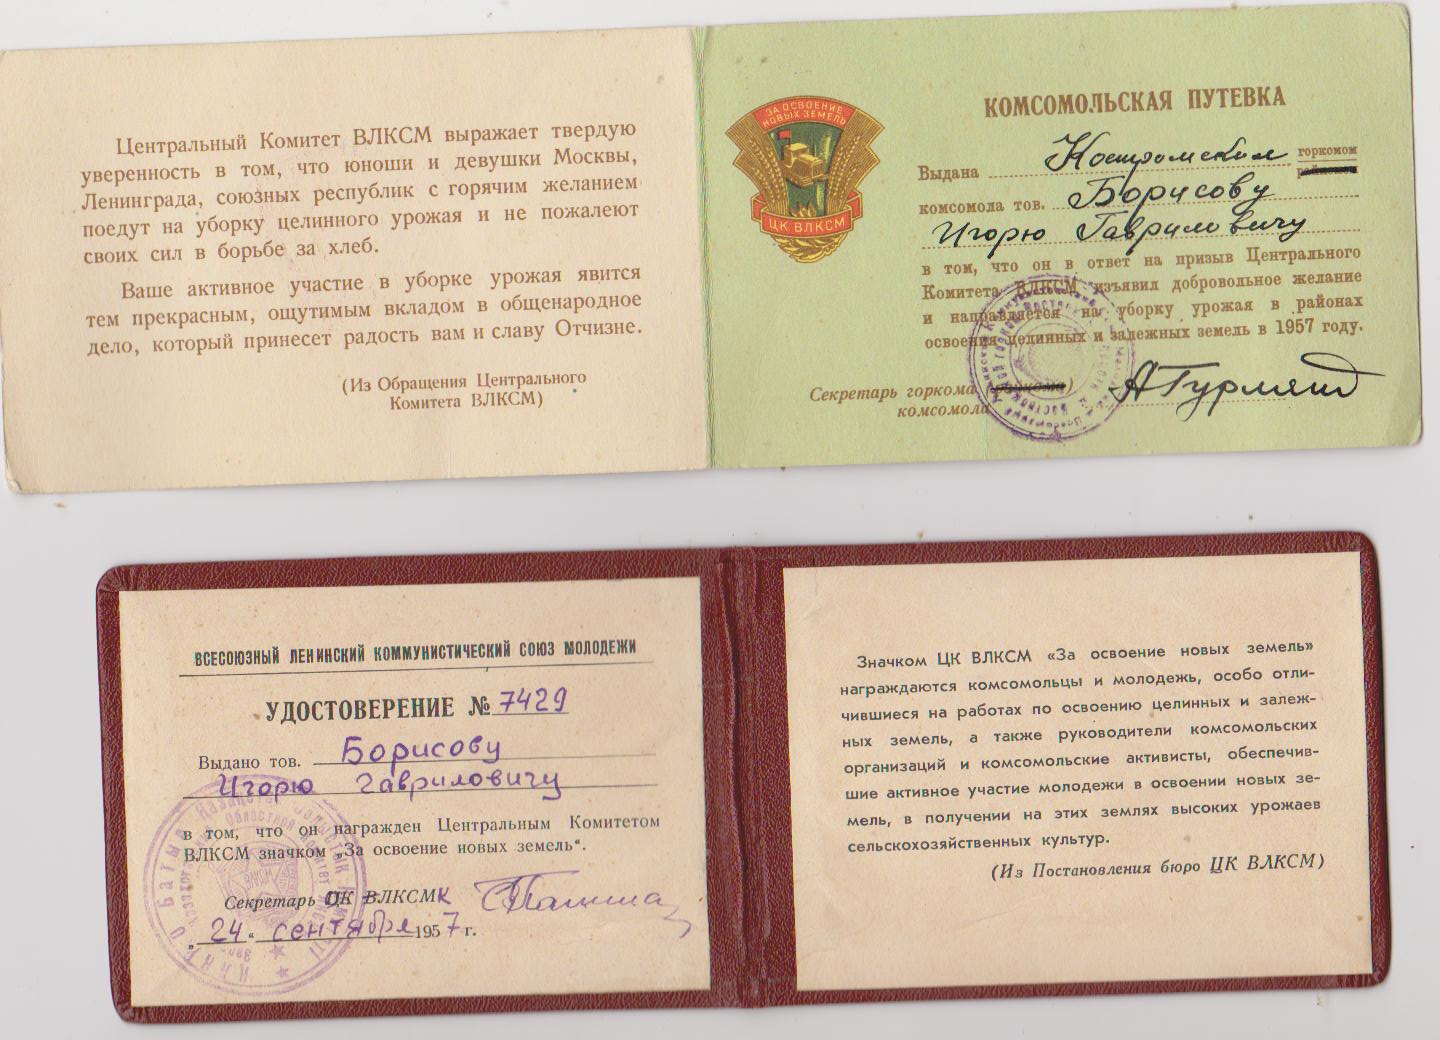 Центральный Комитет ВЛКСМ выражает твердую
уверенность в том, что юноши и девушки Москвы,
Ленинграда, союзных республик с горячим желанием
поедут на уборку целинного урожая и не пожалеют
своих сил в борьбе за хлеб.
Ваше активное участие в уборке урожая явится
тем прекрасным, ощутимым вкладом в общенародное
дело, который принесет радость вам и славу Отчизне.
(Из Обращения Центрального
Комитета ВЛКСМ)
ЗА ОСВОЕНИЕ
НОВЫХ ЗЕМЕЛЬ
ЦК ВЛКСМ
КОМСОМОЛЬСКАЯ ПУТЕВКА
Выдана Костромским горкомом
комсомола тов. Борисову
Игорю Гавриловичу
в том, что он в ответ на призыв Центрального
Комитета ВЛКСМ изъявил добровольное желание
и направляется на уборку урожая в районах
освоения целинных и залежных земель в 1957 году.
Секретарь горкома
комсомола
ВСЕСОЮЗНЫЙ ЛЕНИНСКИЙ КОММУНИСТИЧЕСКИЙ СОЮЗ МОЛОДЕЖИ
УДОСТОВЕРЕНИЕ № 7429
Выдано тов. Борисову
Игорю Гавриловичу
в том, что он награжден Центральным Комитетом
ВЛКСМ значком „За освоение новых земель“.
Секретарь ВЛКСМ
„24“ сентября 1957 г.
Значком ЦК ВЛКСМ «За освоение новых земель»
награждаются комсомольцы и молодежь, особо отли-
чившиеся на работах по освоению целинных и залеж-
ных земель, а также руководители комсомольских
организаций и комсомольские активисты, обеспечив-
шие активное участие молодежи в освоении новых зе-
мель, в получении на этих землях высоких урожаев
сельскохозяйственных культур.
(Из Постановления бюро ЦК ВЛКСМ)